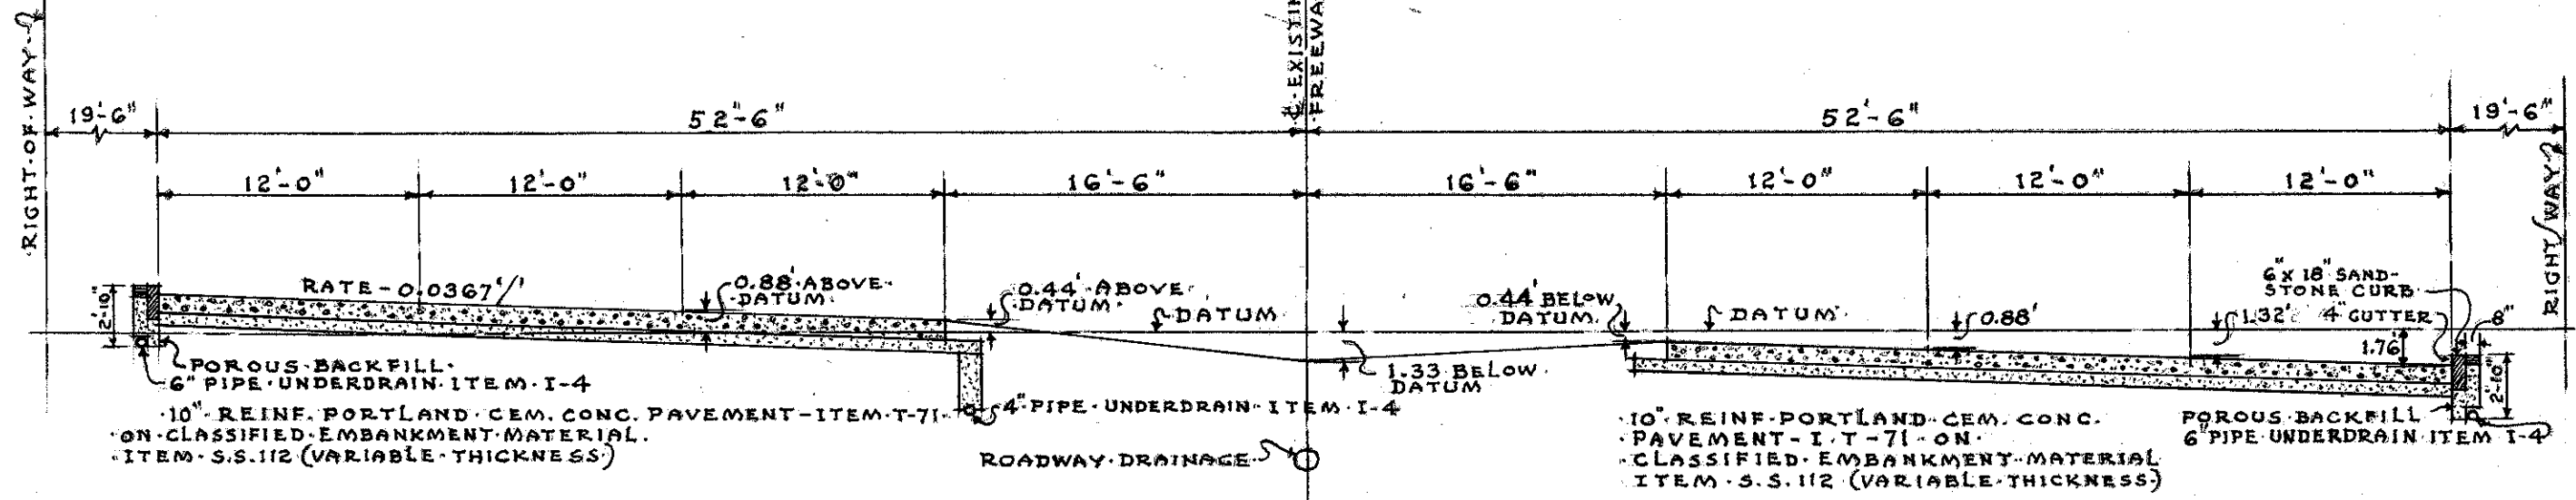 RIGHT·OF·WAY
℄·EXISTIN
FREEWA
19'-6"
52'-6"
52'-6"
19'-6"
12'-0"
12'-0"
12'-0"
16'-6"
16'-6"
12'-0"
12'-0"
12'-0"
RIGHT/WAY
RATE-0.0367'/'
0.88' ABOVE·
·DATUM·
0.44'·ABOVE·
DATUM·
DATUM·
0.44' BELOW
DATUM·
DATUM·
0.88'
1.32'
4" GUTTER
6" X 18" SAND-
STONE CURB·
8"
1.76'
2'-10"
2'-10"
1.33 BELOW·
DATUM
POROUS·BACKFILL·
6" PIPE·UNDERDRAIN·ITEM·I-4
4" PIPE·UNDERDRAIN·ITEM·I-4
·10"·REINF. PORTLAND·CEM. CONC. PAVEMENT-ITEM·T-71·
·ON·CLASSIFIED·EMBANKMENT·MATERIAL.
·ITEM·S.S.112 (VARIABLE·THICKNESS·)
ROADWAY·DRAINAGE·
·10"·REINF·PORTLAND·CEM. CONC.
·PAVEMENT-I·T-71·ON·
·CLASSIFIED·EMBANKMENT·MATERIAL
ITEM·S.S.112·(VARIABLE·THICKNESS·)
POROUS·BACKFILL
6" PIPE·UNDERDRAIN·ITEM I-4